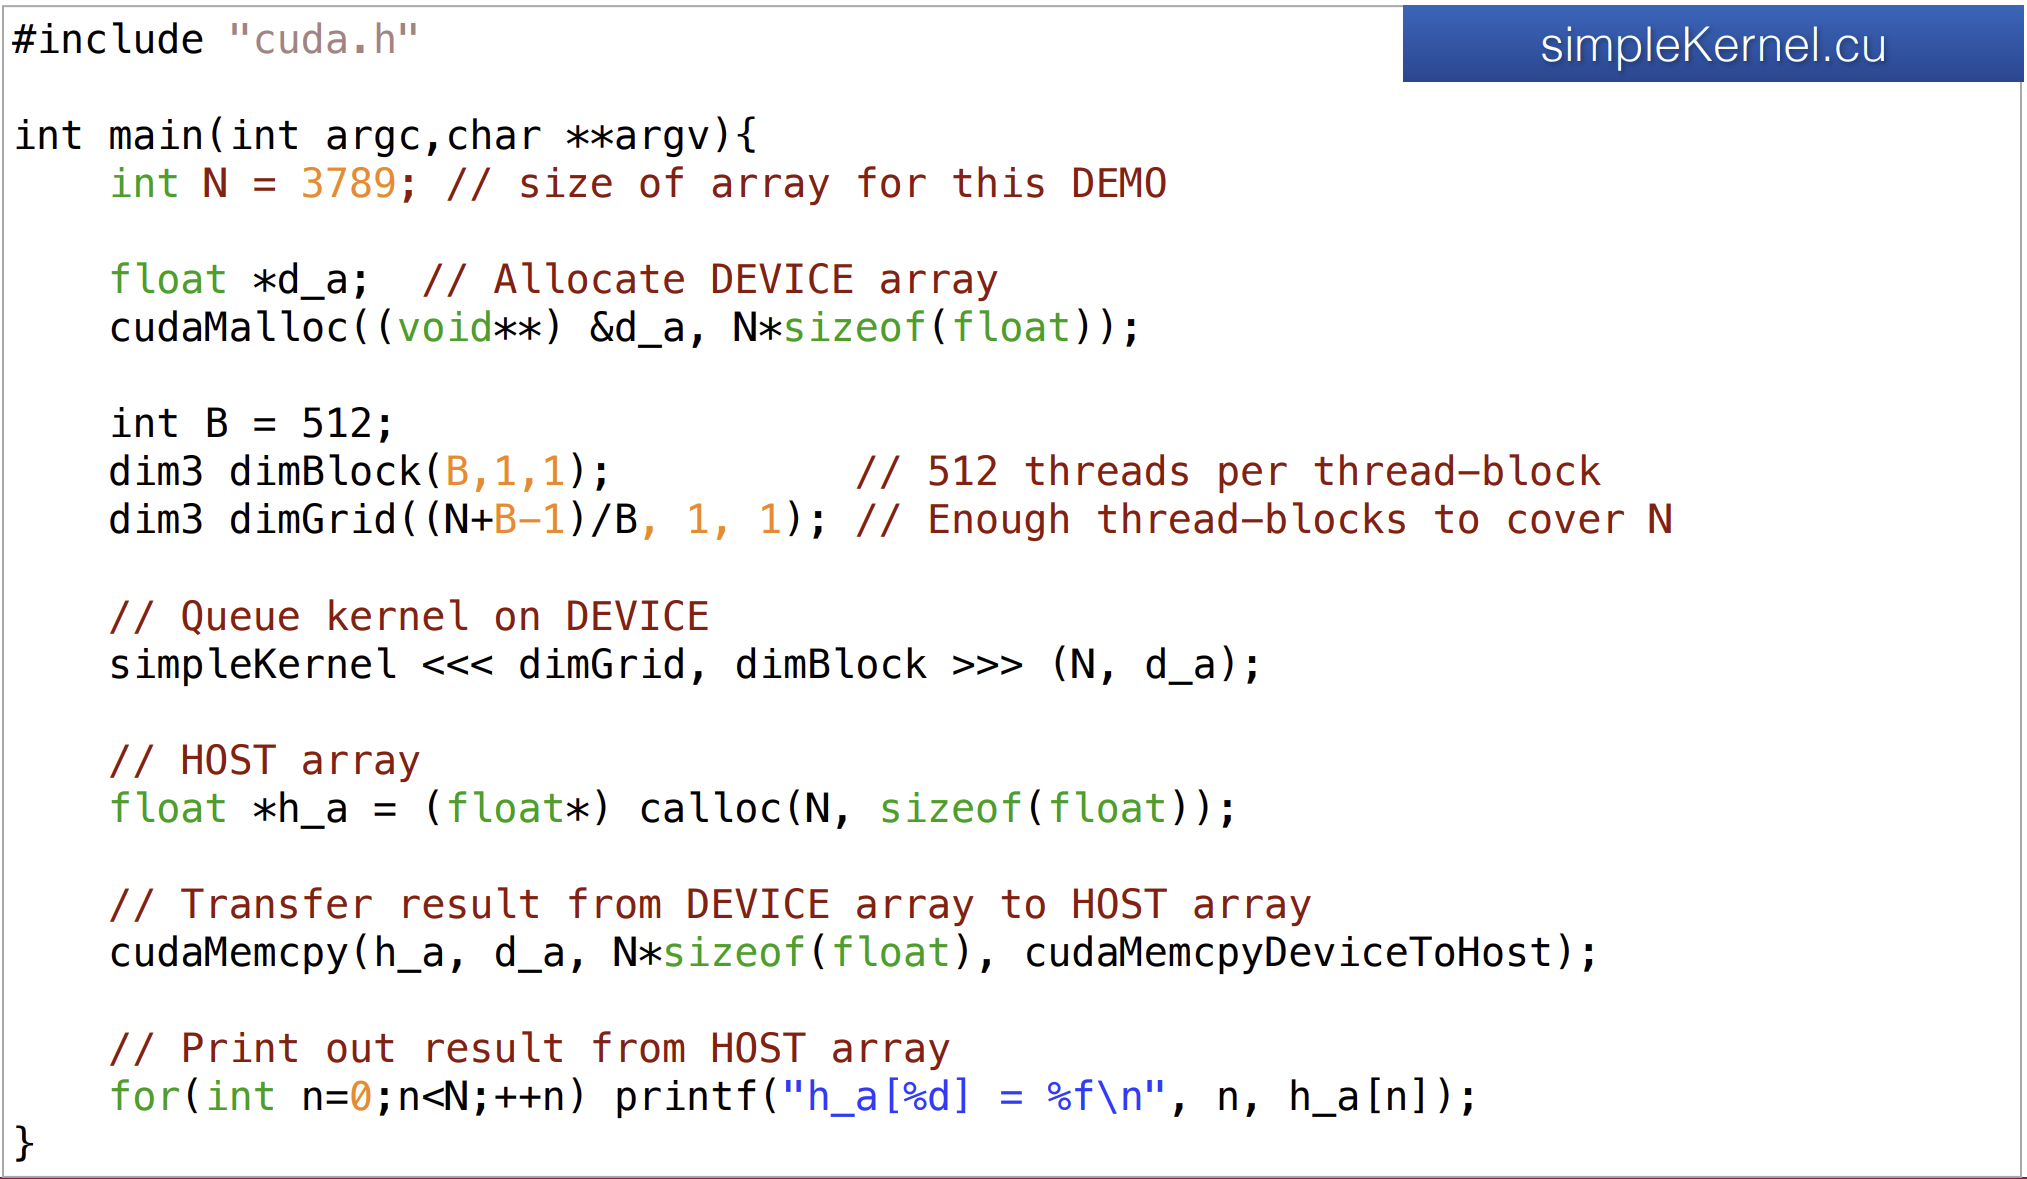 #include "cuda.h"
simpleKernel.cu
int main(int argc,char **argv){
    int N = 3789; // size of array for this DEMO
    float *d_a;  // Allocate DEVICE array
    cudaMalloc((void**) &d_a, N*sizeof(float));
    int B = 512;
    dim3 dimBlock(B,1,1);          // 512 threads per thread-block
    dim3 dimGrid((N+B-1)/B, 1, 1); // Enough thread-blocks to cover N
    // Queue kernel on DEVICE
    simpleKernel <<< dimGrid, dimBlock >>> (N, d_a);
    // HOST array
    float *h_a = (float*) calloc(N, sizeof(float));
    // Transfer result from DEVICE array to HOST array
    cudaMemcpy(h_a, d_a, N*sizeof(float), cudaMemcpyDeviceToHost);
    // Print out result from HOST array
    for(int n=0;n<N;++n) printf("h_a[%d] = %f\n", n, h_a[n]);
}